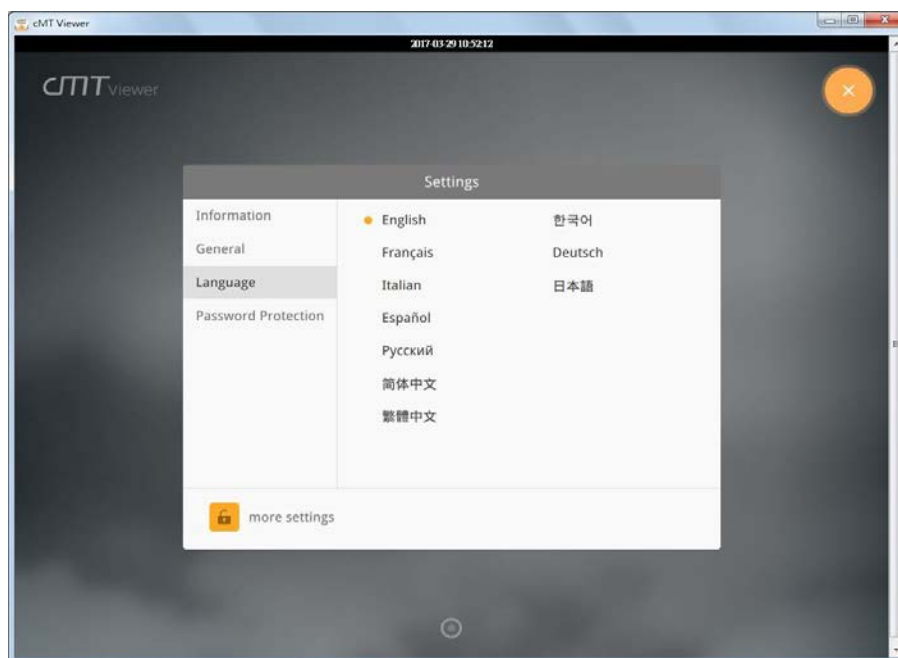 cMT Viewer
2017-03-29 10:52:12
cMT Viewer
Settings
Information
General
Language
Password Protection
English
Français
Italian
Español
Русский
简体中文
繁體中文
한국어
Deutsch
日本語
more settings